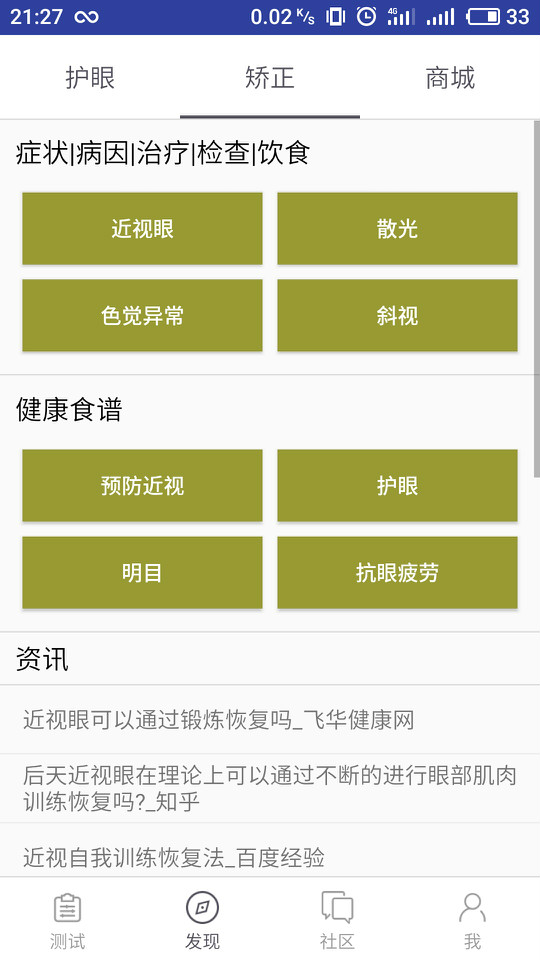 21:27 0.02 K/s 4G 33
护眼 矫正 商城
症状|病因|治疗|检查|饮食
近视眼 散光
色觉异常 斜视
健康食谱
预防近视 护眼
明目 抗眼疲劳
资讯
近视眼可以通过锻炼恢复吗_飞华健康网
后天近视眼在理论上可以通过不断的进行眼部肌肉
训练恢复吗?_知乎
近视自我训练恢复法_百度经验
测试 发现 社区 我